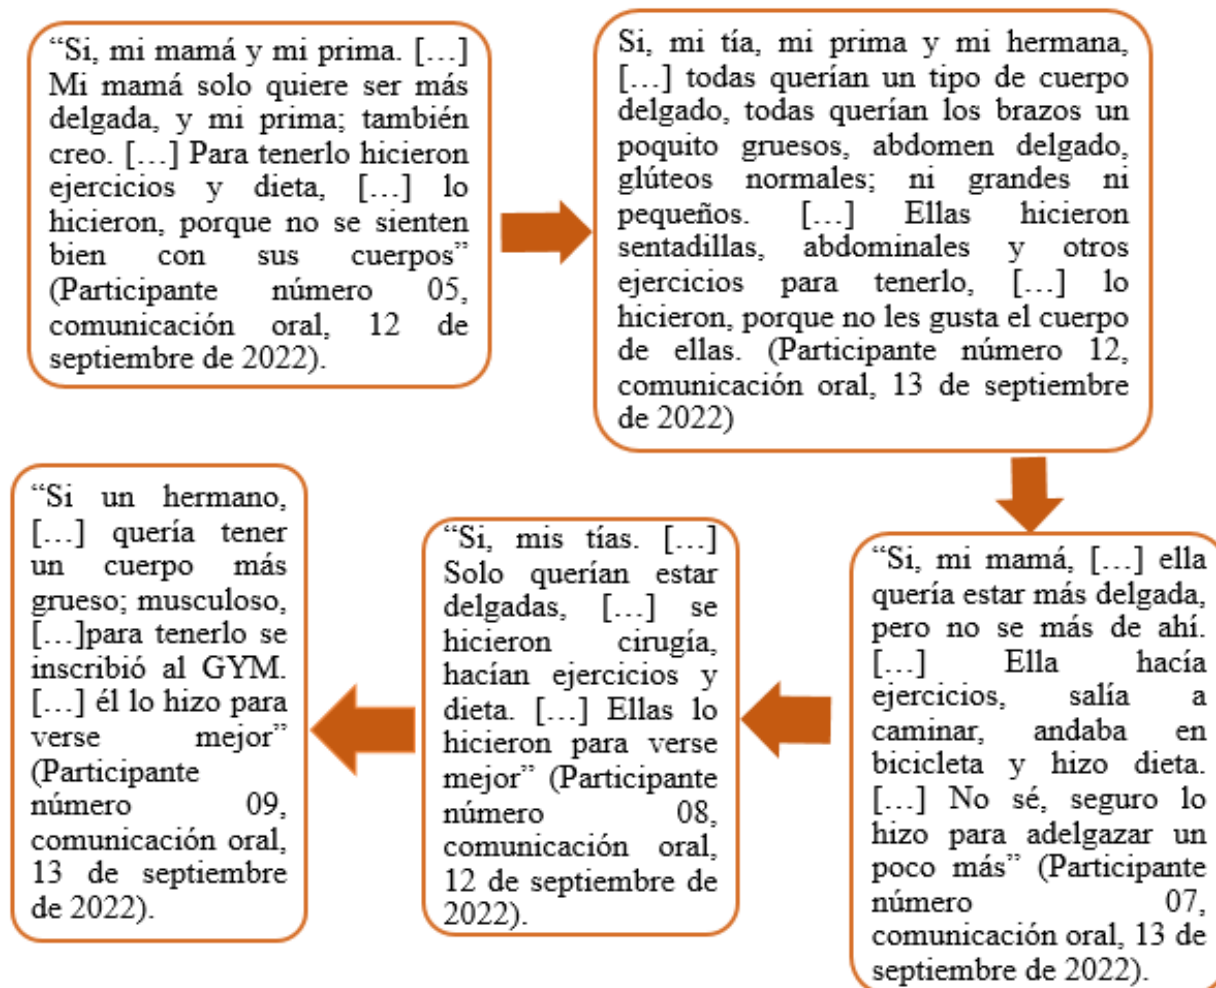 “Si, mi mamá y mi prima. […]
Mi mamá solo quiere ser más
delgada, y mi prima; también
creo. […] Para tenerlo hicieron
ejercicios y dieta, […] lo
hicieron, porque no se sienten
bien con sus cuerpos”
(Participante número 05,
comunicación oral, 12 de
septiembre de 2022).
Si, mi tía, mi prima y mi hermana,
[…] todas querían un tipo de cuerpo
delgado, todas querían los brazos un
poquito gruesos, abdomen delgado,
glúteos normales; ni grandes ni
pequeños. […] Ellas hicieron
sentadillas, abdominales y otros
ejercicios para tenerlo, […] lo
hicieron, porque no les gusta el cuerpo
de ellas. (Participante número 12,
comunicación oral, 13 de septiembre
de 2022)
“Si, mi mamá, […] ella
quería estar más delgada,
pero no se más de ahí.
[…] Ella hacía
ejercicios, salía a
caminar, andaba en
bicicleta y hizo dieta.
[…] No sé, seguro lo
hizo para adelgazar un
poco más” (Participante
número 07,
comunicación oral, 13 de
septiembre de 2022).
“Si, mis tías. […]
Solo querían estar
delgadas, […] se
hicieron cirugía,
hacían ejercicios y
dieta. […] Ellas lo
hicieron para verse
mejor” (Participante
número 08,
comunicación oral,
12 de septiembre de
2022).
“Si un hermano,
[…] quería tener
un cuerpo más
grueso; musculoso,
[…]para tenerlo se
inscribió al GYM.
[…] él lo hizo para
verse mejor”
(Participante
número 09,
comunicación oral,
13 de septiembre
de 2022).